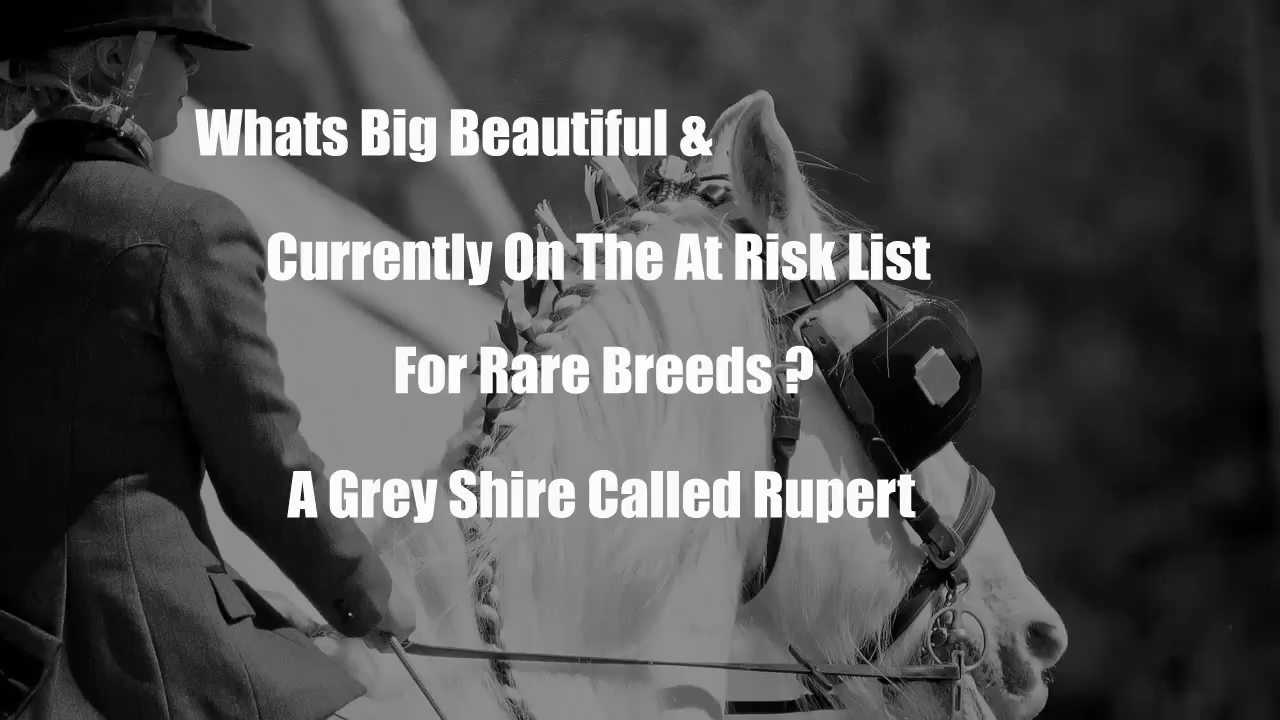 Whats Big Beautiful &
Currently On The At Risk List
For Rare Breeds ?
A Grey Shire Called Rupert